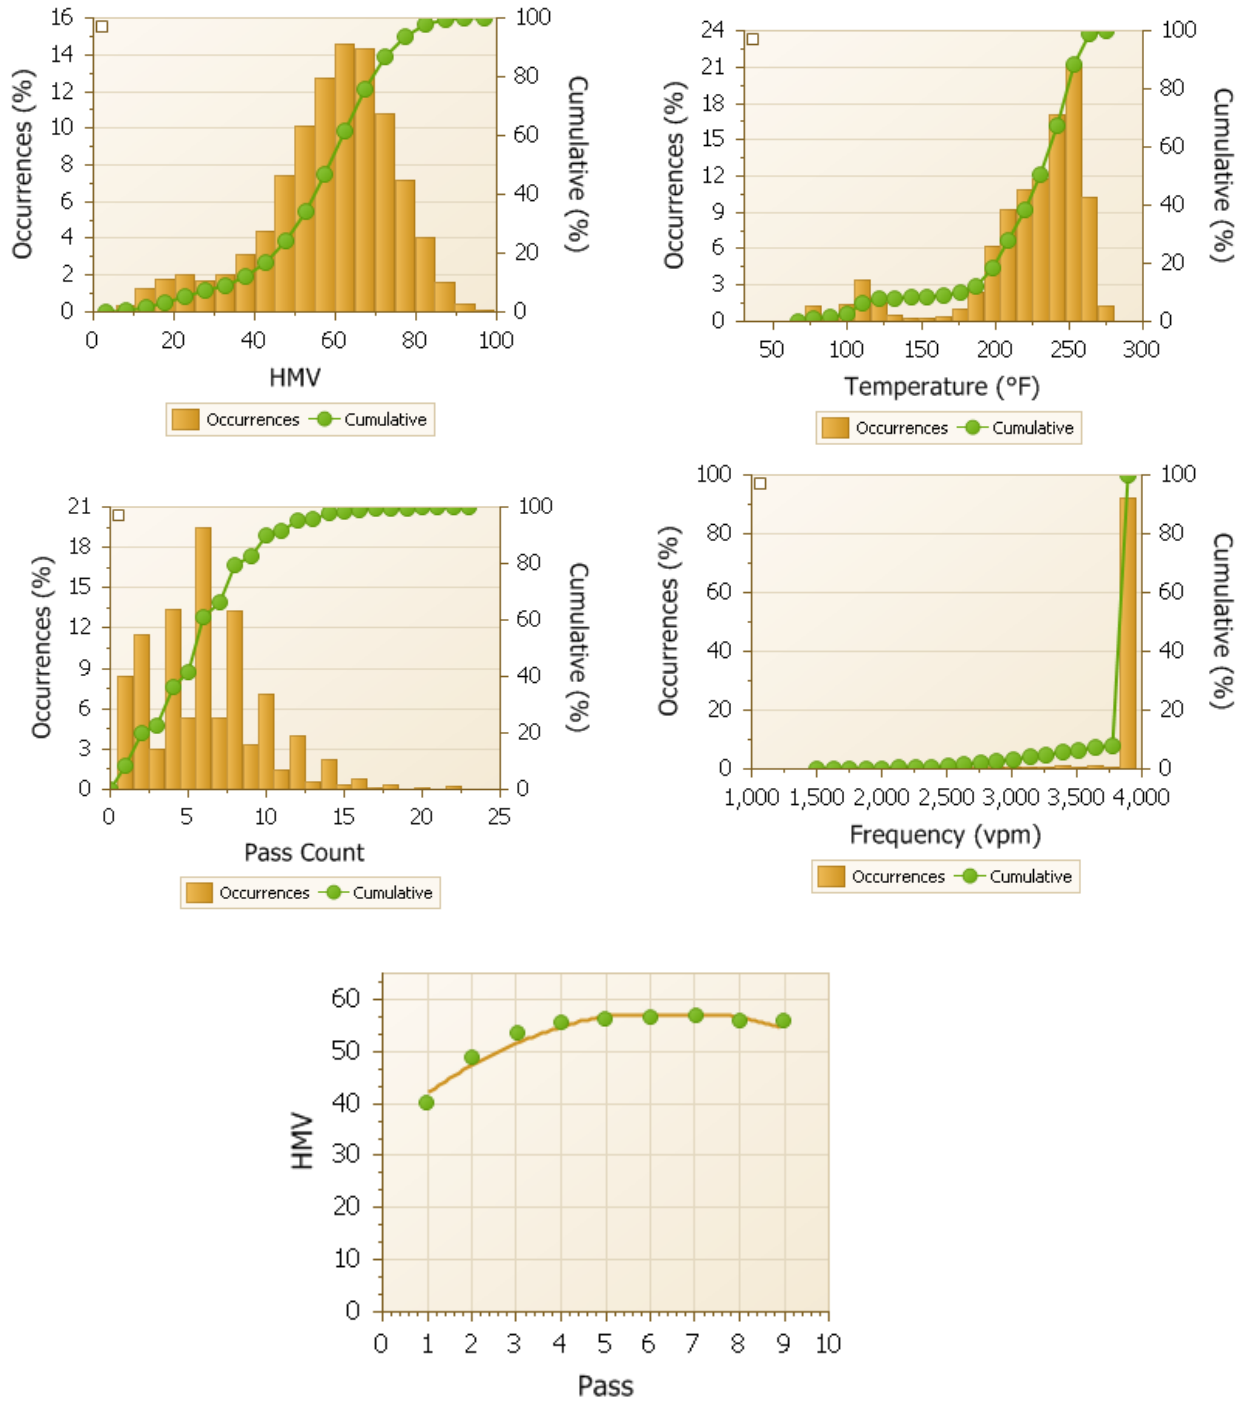 16
14
12
10
8
6
4
2
0
100
80
60
40
20
0
Occurrences (%)
Cumulative (%)
0 20 40 60 80 100
HMV
Occurrences Cumulative
24
21
18
15
12
9
6
3
0
100
80
60
40
20
0
Occurrences (%)
Cumulative (%)
50 100 150 200 250 300
Temperature (°F)
Occurrences Cumulative
21
18
15
12
9
6
3
0
100
80
60
40
20
0
Occurrences (%)
Cumulative (%)
0 5 10 15 20 25
Pass Count
Occurrences Cumulative
100
80
60
40
20
0
100
80
60
40
20
0
Occurrences (%)
Cumulative (%)
1,000 1,500 2,000 2,500 3,000 3,500 4,000
Frequency (vpm)
Occurrences Cumulative
60
50
40
30
20
10
0
HMV
0 1 2 3 4 5 6 7 8 9 10
Pass